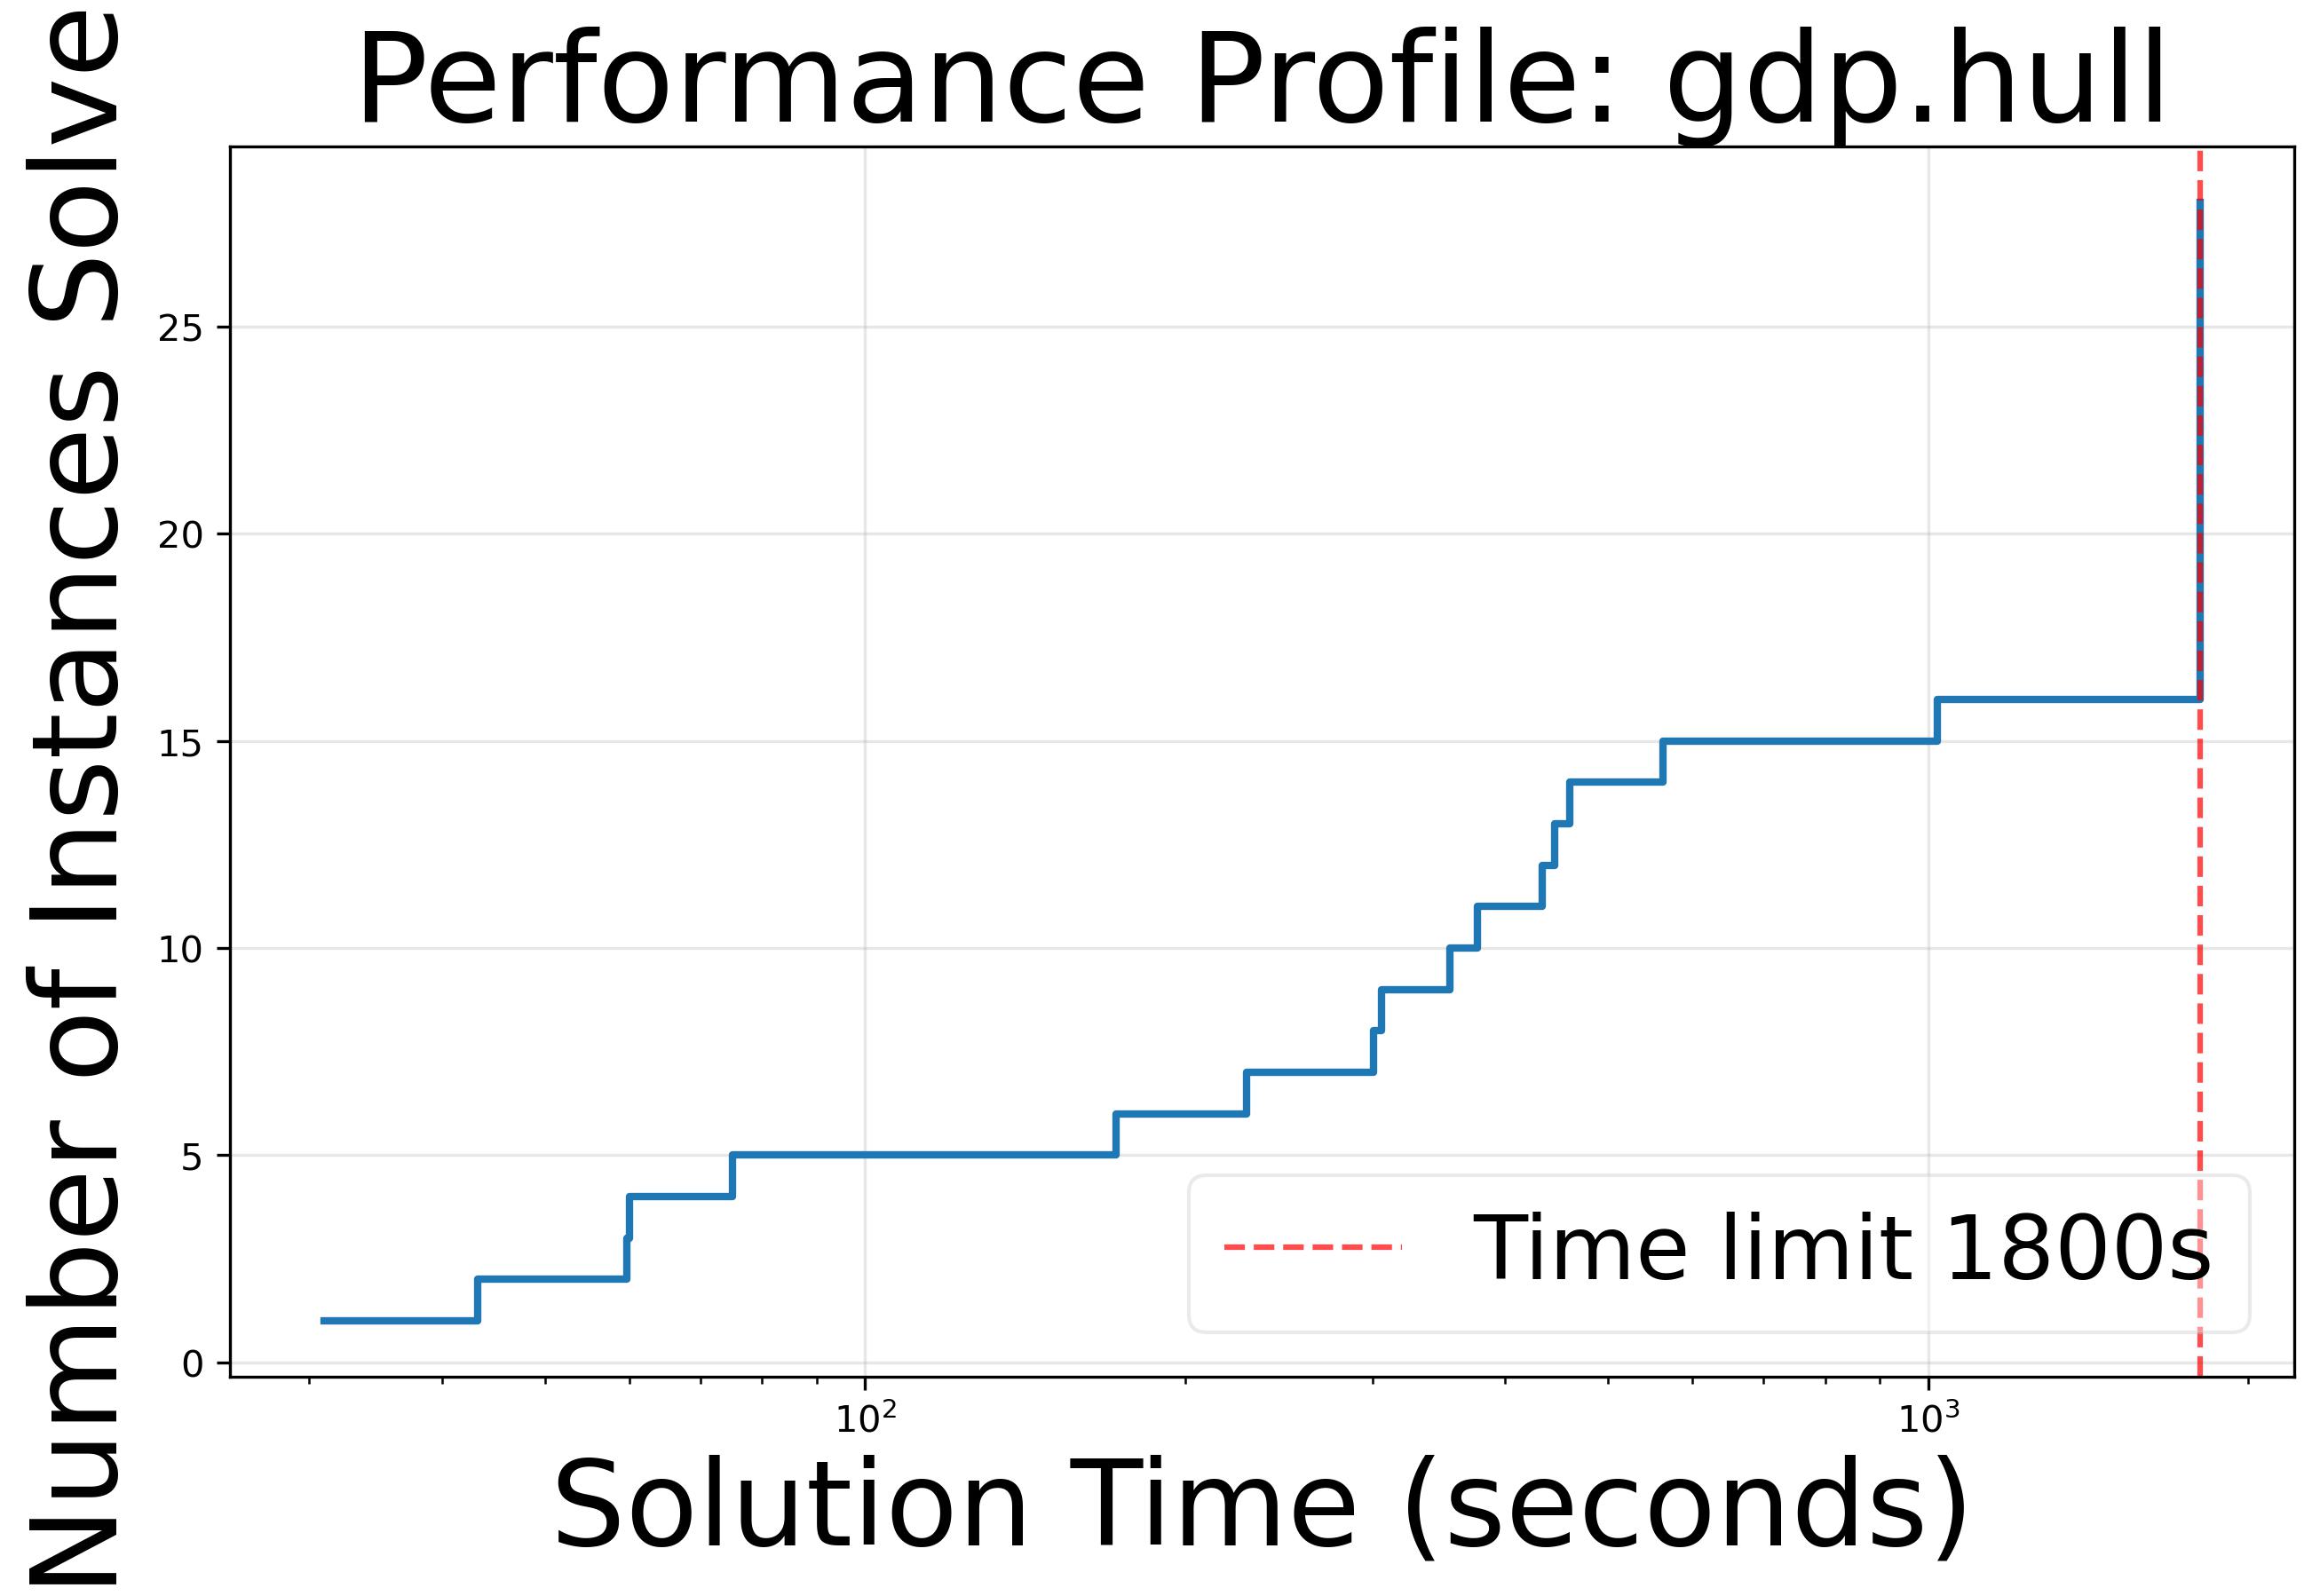 Performance Profile: gdp.hull
Number of Instances Solve
25
20
15
10
5
0
Time limit 1800s
10²
10³
Solution Time (seconds)